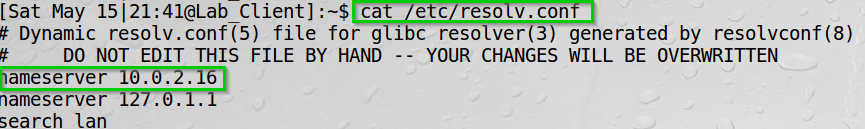 [Sat May 15|21:41@Lab_Client]:~$ cat /etc/resolv.conf
# Dynamic resolv.conf(5) file for glibc resolver(3) generated by resolvconf(8)
#     DO NOT EDIT THIS FILE BY HAND -- YOUR CHANGES WILL BE OVERWRITTEN
nameserver 10.0.2.16
nameserver 127.0.1.1
search lan